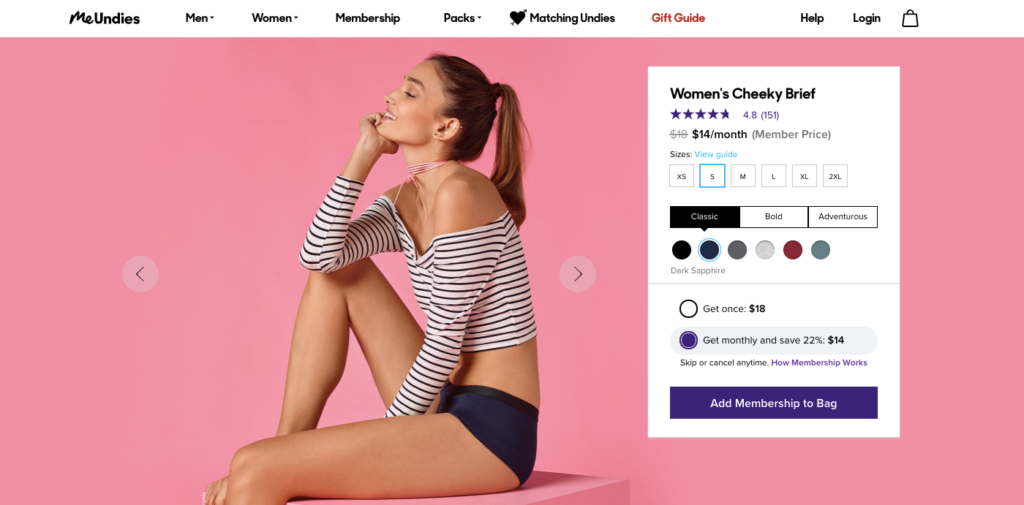 MeUndies
Men
Women
Membership
Packs
Matching Undies
Gift Guide
Help
Login
Women's Cheeky Brief
4.8 (151)
$18 $14/month (Member Price)
Sizes: View guide
XS S M L XL 2XL
Classic Bold Adventurous
Dark Sapphire
Get once: $18
Get monthly and save 22%: $14
Skip or cancel anytime. How Membership Works
Add Membership to Bag